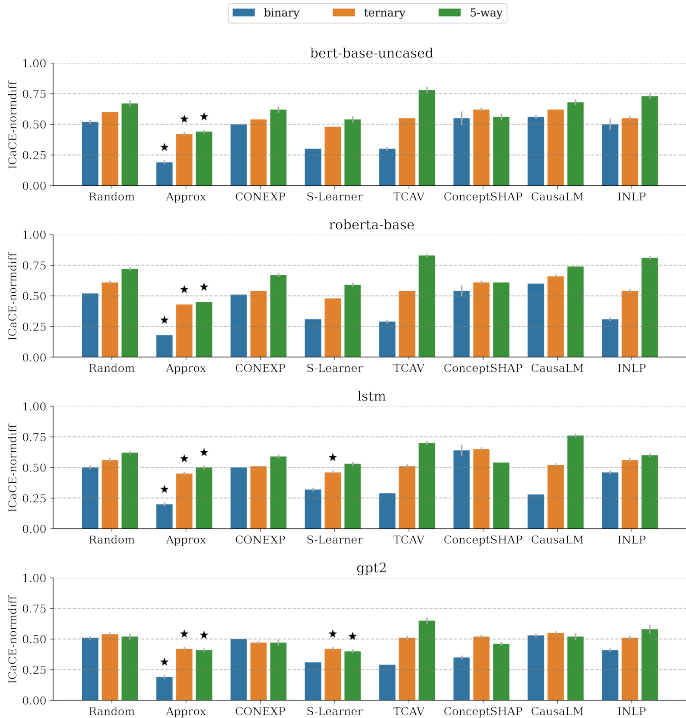 binary ternary 5-way
bert-base-uncased
ICaCE-normdiff
1.00
0.75
0.50
0.25
0.00
Random Approx CONEXP S-Learner TCAV ConceptSHAP CausaLM INLP
roberta-base
ICaCE-normdiff
1.00
0.75
0.50
0.25
0.00
Random Approx CONEXP S-Learner TCAV ConceptSHAP CausaLM INLP
lstm
ICaCE-normdiff
1.00
0.75
0.50
0.25
0.00
Random Approx CONEXP S-Learner TCAV ConceptSHAP CausaLM INLP
gpt2
ICaCE-normdiff
1.00
0.75
0.50
0.25
0.00
Random Approx CONEXP S-Learner TCAV ConceptSHAP CausaLM INLP